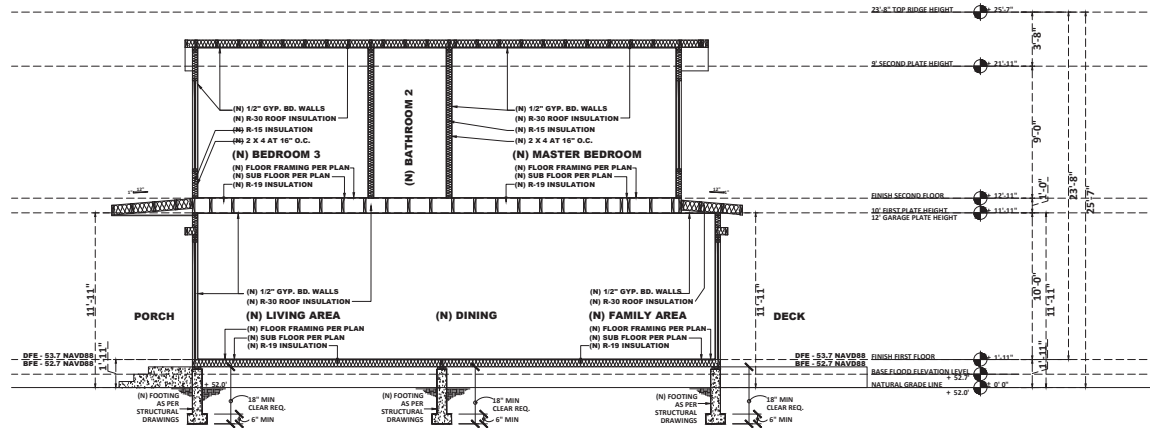 23'-8" TOP RIDGE HEIGHT
+ 25'-7"
3'-8"
9' SECOND PLATE HEIGHT
+ 21'-11"
(N) 1/2" GYP. BD. WALLS
(N) R-30 ROOF INSULATION
(N) R-15 INSULATION
(N) 2 X 4 AT 16" O.C.
(N) BEDROOM 3
(N) FLOOR FRAMING PER PLAN
(N) SUB FLOOR PER PLAN
(N) R-19 INSULATION
(N) BATHROOM 2
(N) 1/2" GYP. BD. WALLS
(N) R-30 ROOF INSULATION
(N) R-15 INSULATION
(N) 2 X 4 AT 16" O.C.
(N) MASTER BEDROOM
(N) FLOOR FRAMING PER PLAN
(N) SUB FLOOR PER PLAN
(N) R-19 INSULATION
9'-0"
12"
12"
FINISH SECOND FLOOR
+ 12'-11"
1'-0"
23'-8"
25'-7"
10' FIRST PLATE HEIGHT
12' GARAGE PLATE HEIGHT
+ 11'-11"
11'-11"
PORCH
(N) 1/2" GYP. BD. WALLS
(N) R-30 ROOF INSULATION
(N) LIVING AREA
(N) FLOOR FRAMING PER PLAN
(N) SUB FLOOR PER PLAN
(N) R-19 INSULATION
(N) DINING
(N) 1/2" GYP. BD. WALLS
(N) R-30 ROOF INSULATION
(N) FAMILY AREA
(N) FLOOR FRAMING PER PLAN
(N) SUB FLOOR PER PLAN
(N) R-19 INSULATION
11'-11"
DECK
10'-0"
11'-11"
DFE - 53.7 NAVD88
BFE - 52.7 NAVD88
1'-11"
DFE - 53.7 NAVD88
BFE - 52.7 NAVD88
FINISH FIRST FLOOR
+ 1'-11"
1'-11"
BASE FLOOD ELEVATION LEVEL
+ 52.7'
NATURAL GRADE LINE
+ 0' 0"
+ 52.0'
+ 52.0'
(N) FOOTING
AS PER
STRUCTURAL
DRAWINGS
18" MIN
CLEAR REQ.
6" MIN
(N) FOOTING
AS PER
STRUCTURAL
DRAWINGS
18" MIN
CLEAR REQ.
6" MIN
(N) FOOTING
AS PER
STRUCTURAL
DRAWINGS
18" MIN
CLEAR REQ.
6" MIN